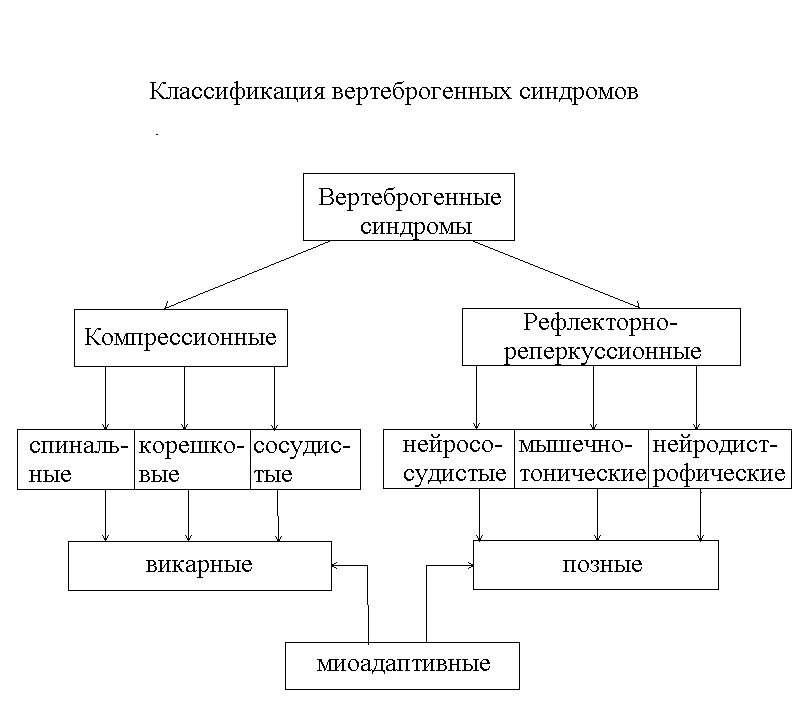 Классификация вертеброгенных синдромов
Вертеброгенные
синдромы
Компрессионные
Рефлекторно-
реперкуссионные
спиналь-
ные
корешко-
вые
сосудис-
тые
нейросо-
судистые
мышечно-
тонические
нейродист-
рофические
викарные
позные
миоадаптивные